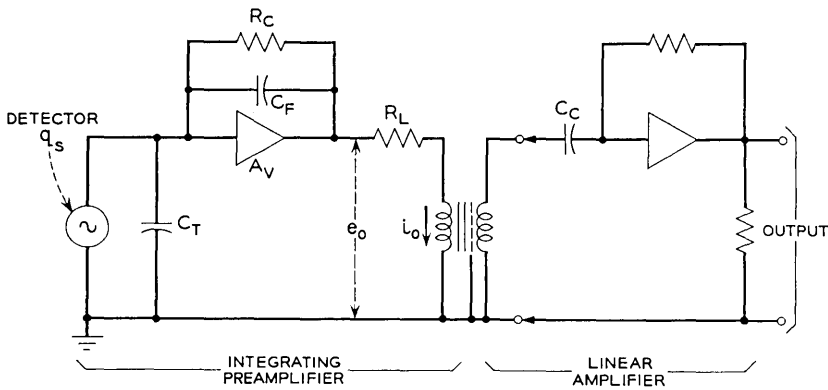 R_C
C_F
A_V
DETECTOR
q_s
C_T
R_L
e_o
i_o
C_C
OUTPUT
INTEGRATING
PREAMPLIFIER
LINEAR
AMPLIFIER